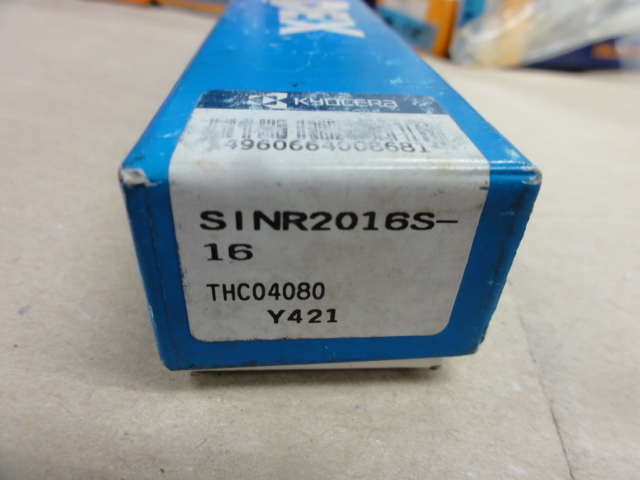 KYOCERA
4960664008681
SINR2016S-
16
THC04080
Y421